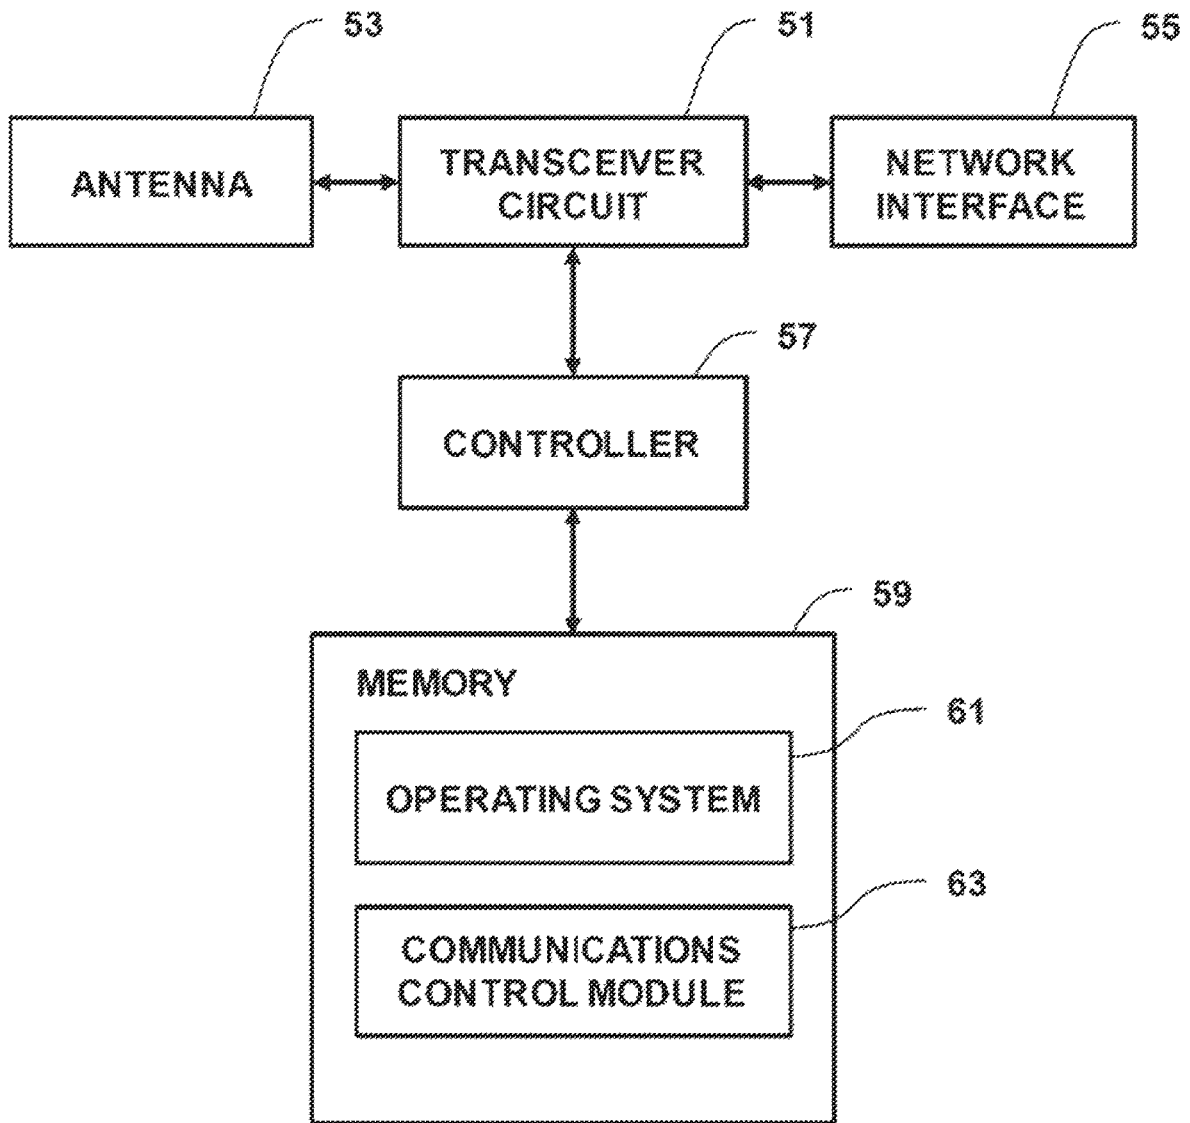 53
51
55
ANTENNA
TRANSCEIVER
CIRCUIT
NETWORK
INTERFACE
57
CONTROLLER
59
MEMORY
61
OPERATING SYSTEM
63
COMMUNICATIONS
CONTROL MODULE